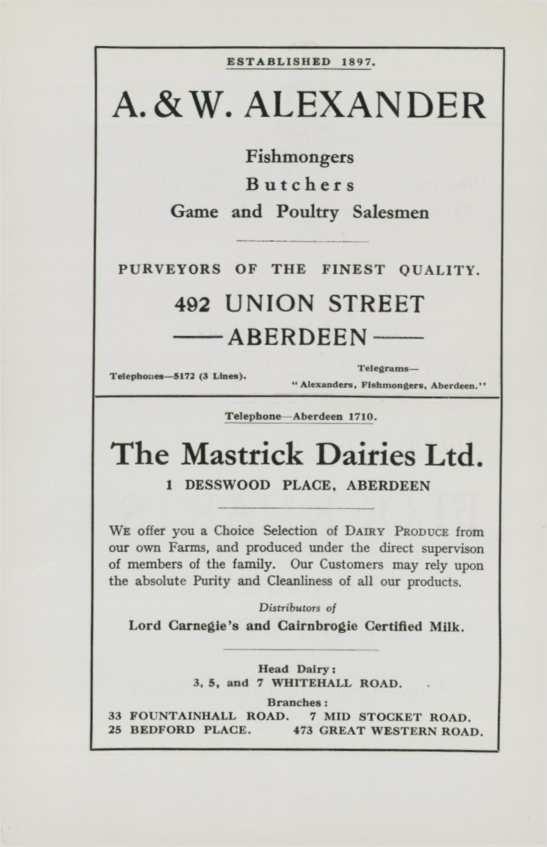 ESTABLISHED 1897.
A. & W. ALEXANDER
Fishmongers
Butchers
Game and Poultry Salesmen
PURVEYORS OF THE FINEST QUALITY.
492 UNION STREET
ABERDEEN
Telephones—5172 (3 Lines).
Telegrams—
"Alexanders, Fishmongers, Aberdeen."
Telephone—Aberdeen 1710.
The Mastrick Dairies Ltd.
1 DESSWOOD PLACE, ABERDEEN
WE offer you a Choice Selection of DAIRY PRODUCE from
our own Farms, and produced under the direct supervison
of members of the family. Our Customers may rely upon
the absolute Purity and Cleanliness of all our products.
Distributors of
Lord Carnegie's and Cairnbrogie Certified Milk.
Head Dairy:
3, 5, and 7 WHITEHALL ROAD.
Branches:
33 FOUNTAINHALL ROAD. 7 MID STOCKET ROAD.
25 BEDFORD PLACE. 473 GREAT WESTERN ROAD.